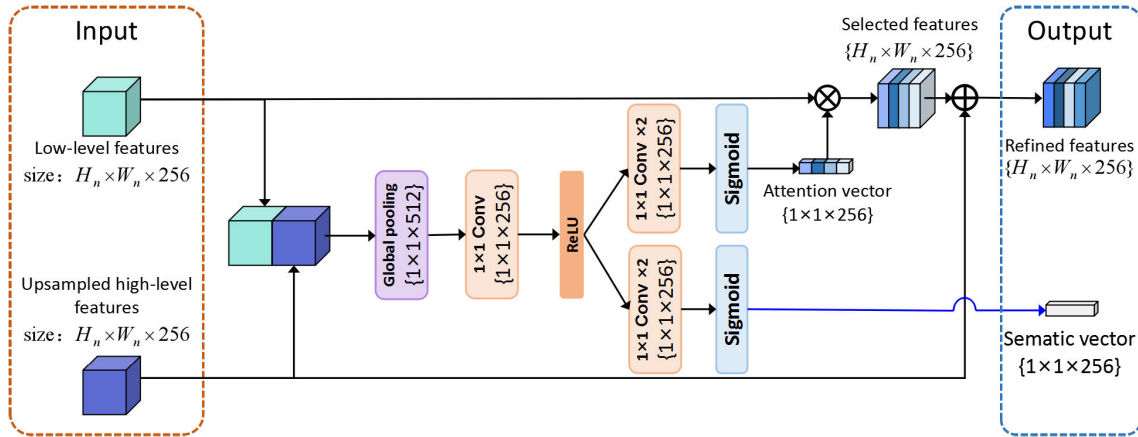 Input
Low-level features
size: Hₙ×Wₙ×256
Upsampled high-level
features
size: Hₙ×Wₙ×256
Global pooling
{1×1×512}
1×1 Conv
{1×1×256}
ReLU
1×1 Conv ×2
{1×1×256}
Sigmoid
1×1 Conv ×2
{1×1×256}
Sigmoid
Attention vector
{1×1×256}
Selected features
{Hₙ×Wₙ×256}
Output
Refined features
{Hₙ×Wₙ×256}
Sematic vector
{1×1×256}